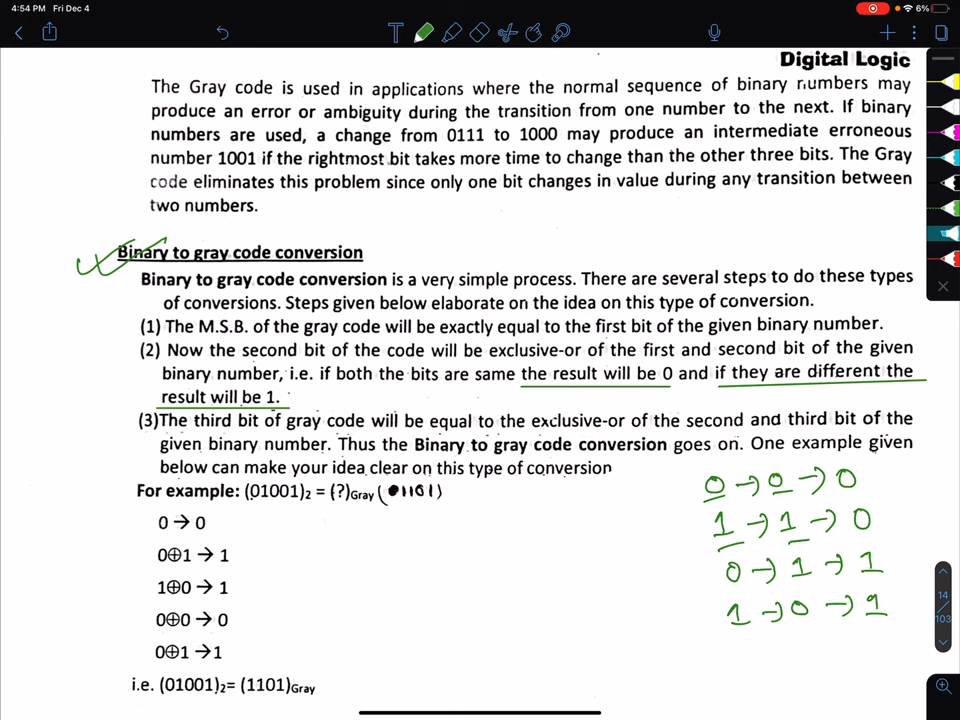 4:54 PM Fri Dec 4
6%
T
Digital Logic
The Gray code is used in applications where the normal sequence of binary numbers may
produce an error or ambiguity during the transition from one number to the next. If binary
numbers are used, a change from 0111 to 1000 may produce an intermediate erroneous
number 1001 if the rightmost bit takes more time to change than the other three bits. The Gray
code eliminates this problem since only one bit changes in value during any transition between
two numbers.
Binary to gray code conversion
Binary to gray code conversion is a very simple process. There are several steps to do these types
of conversions. Steps given below elaborate on the idea on this type of conversion.
(1) The M.S.B. of the gray code will be exactly equal to the first bit of the given binary number.
(2) Now the second bit of the code will be exclusive-or of the first and second bit of the given
binary number, i.e. if both the bits are same the result will be 0 and if they are different the
result will be 1.
(3)The third bit of gray code will be equal to the exclusive-or of the second and third bit of the
given binary number. Thus the Binary to gray code conversion goes on. One example given
below can make your idea clear on this type of conversion
For example: (01001)₂ = (?)Gray (01101)
0 → 0
0⊕1 → 1
1⊕0 → 1
0⊕0 → 0
0⊕1 →1
i.e. (01001)₂= (1101)Gray
0 → 0 → 0
1 → 1 → 0
0 → 1 → 1
1 → 0 → 1
14
103